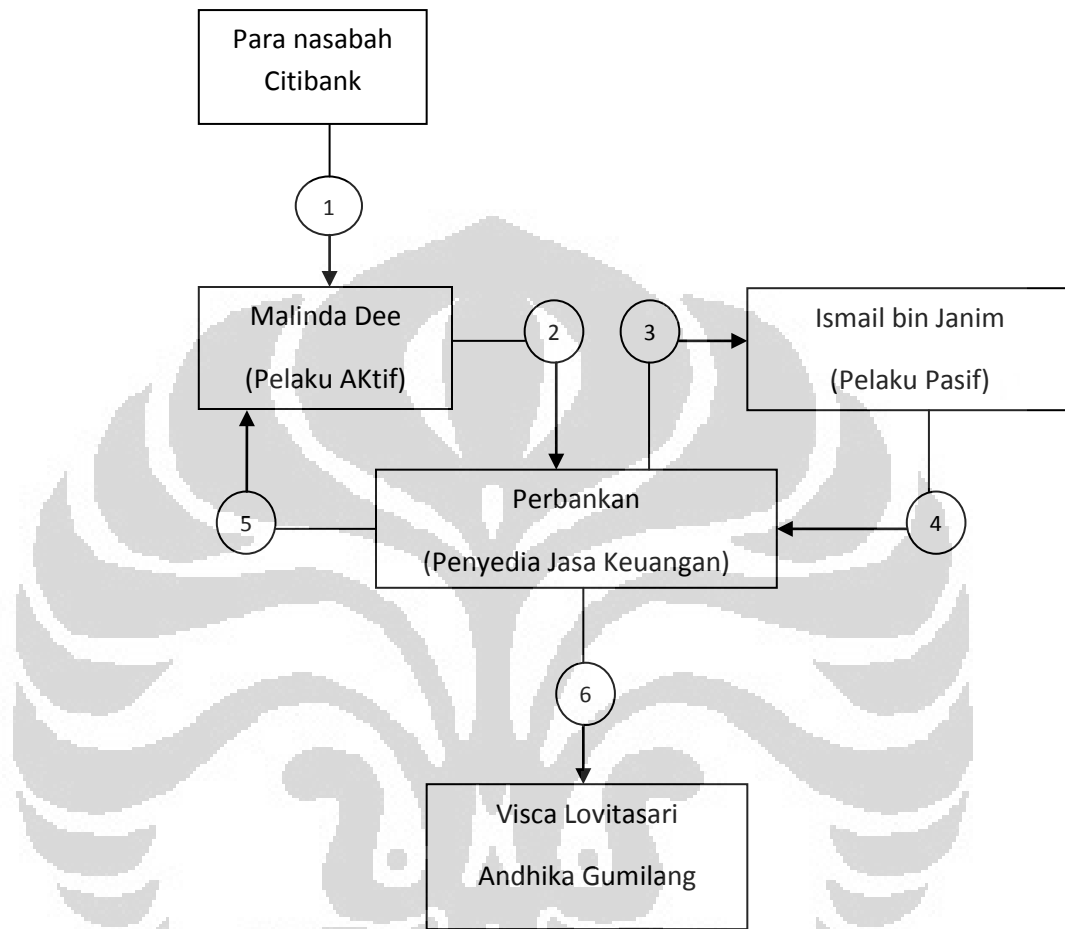 Para nasabah
Citibank
1
Malinda Dee
(Pelaku AKtif)
2
3
Ismail bin Janim
(Pelaku Pasif)
Perbankan
(Penyedia Jasa Keuangan)
5
4
6
Visca Lovitasari
Andhika Gumilang